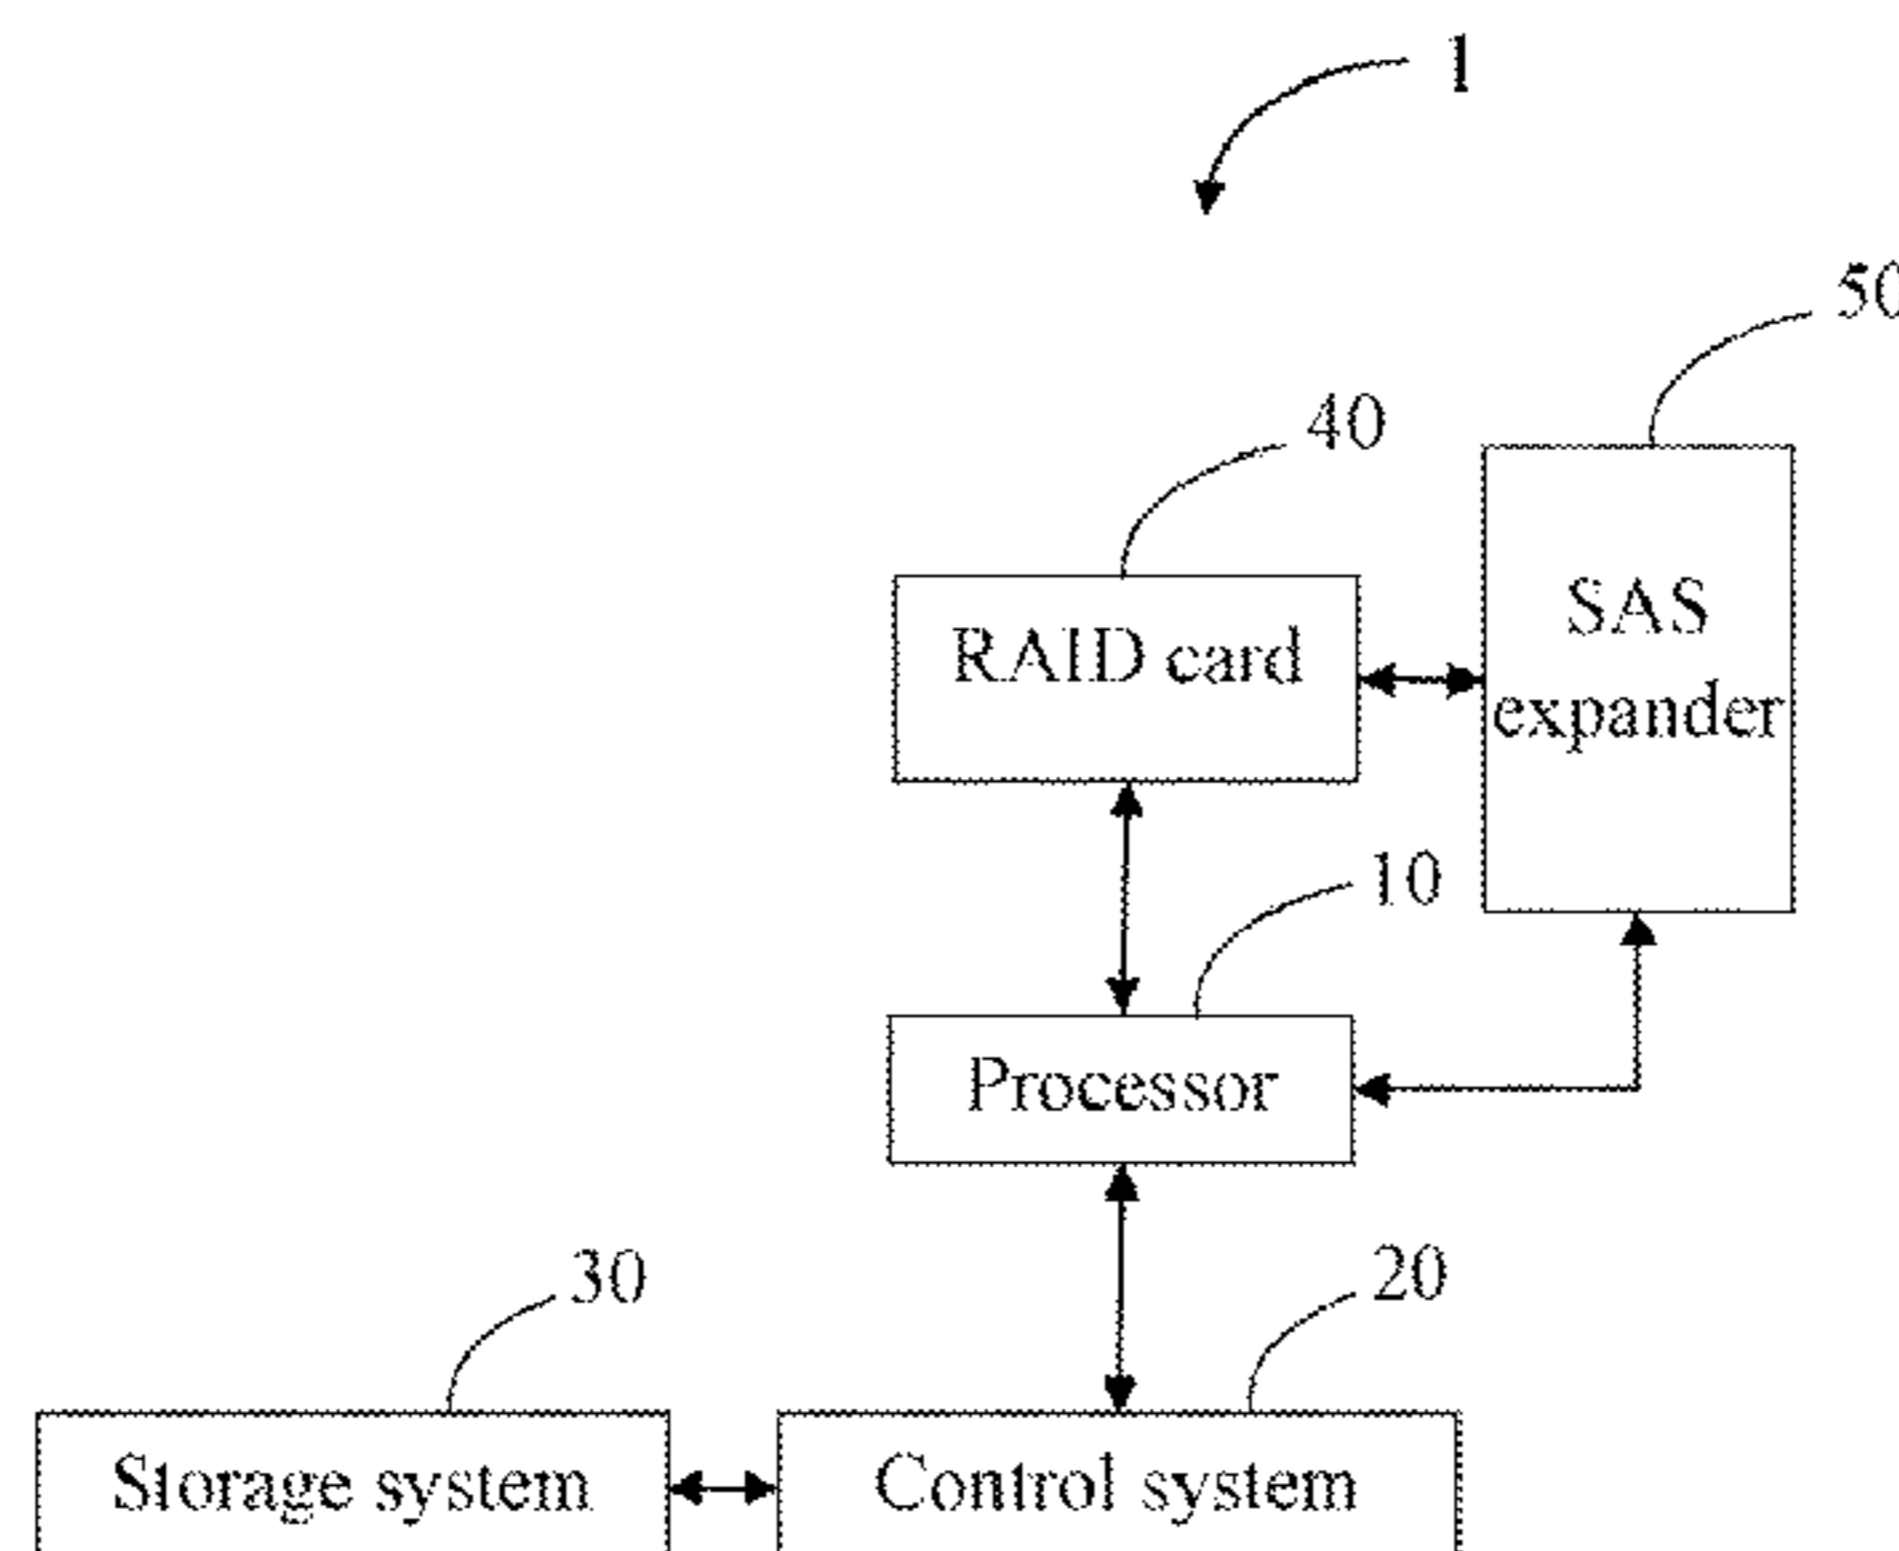 1
50
40
SAS
RAID card
expander
10
Processor
30
20
Storage system
Control system